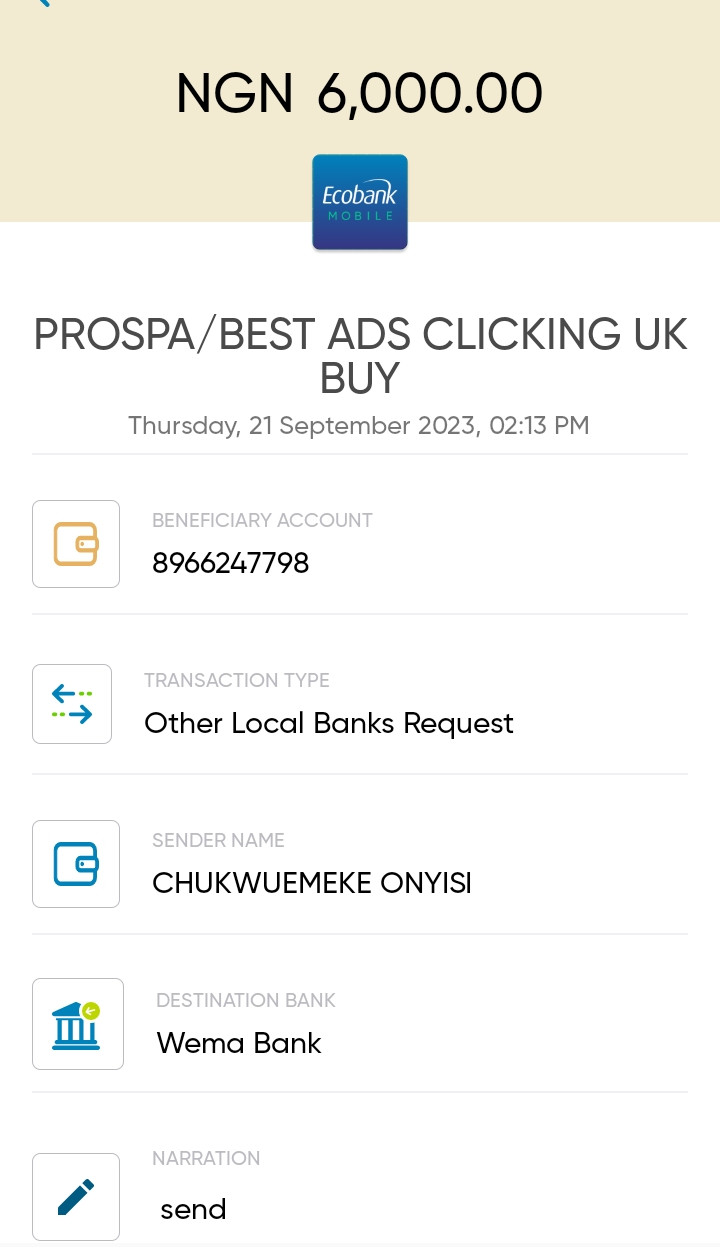 NGN 6,000.00
Ecobank
MOBILE
PROSPA/BEST ADS CLICKING UK
BUY
Thursday, 21 September 2023, 02:13 PM
BENEFICIARY ACCOUNT
8966247798
TRANSACTION TYPE
Other Local Banks Request
SENDER NAME
CHUKWUEMEKE ONYISI
DESTINATION BANK
Wema Bank
NARRATION
send